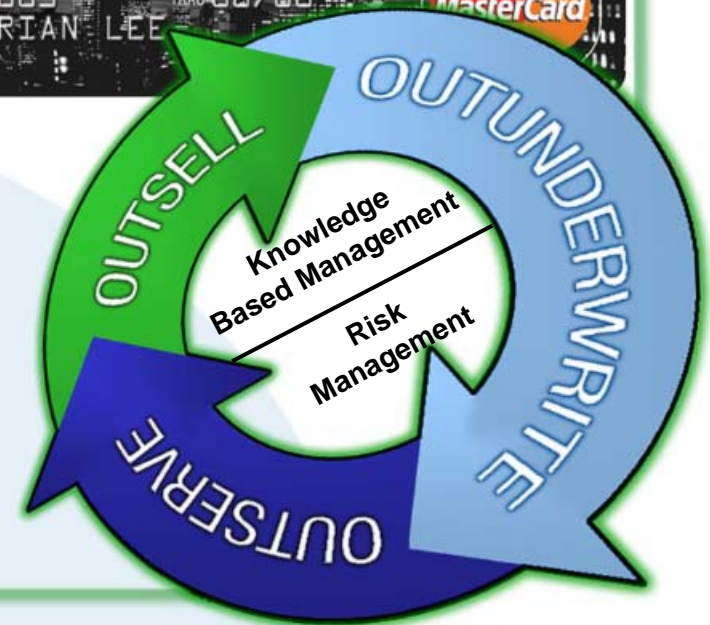 MasterCard
RIAN LEE
OUTSELL
OUTUNDERWRITE
OUTSERVE
Knowledge
Based Management
Risk
Management